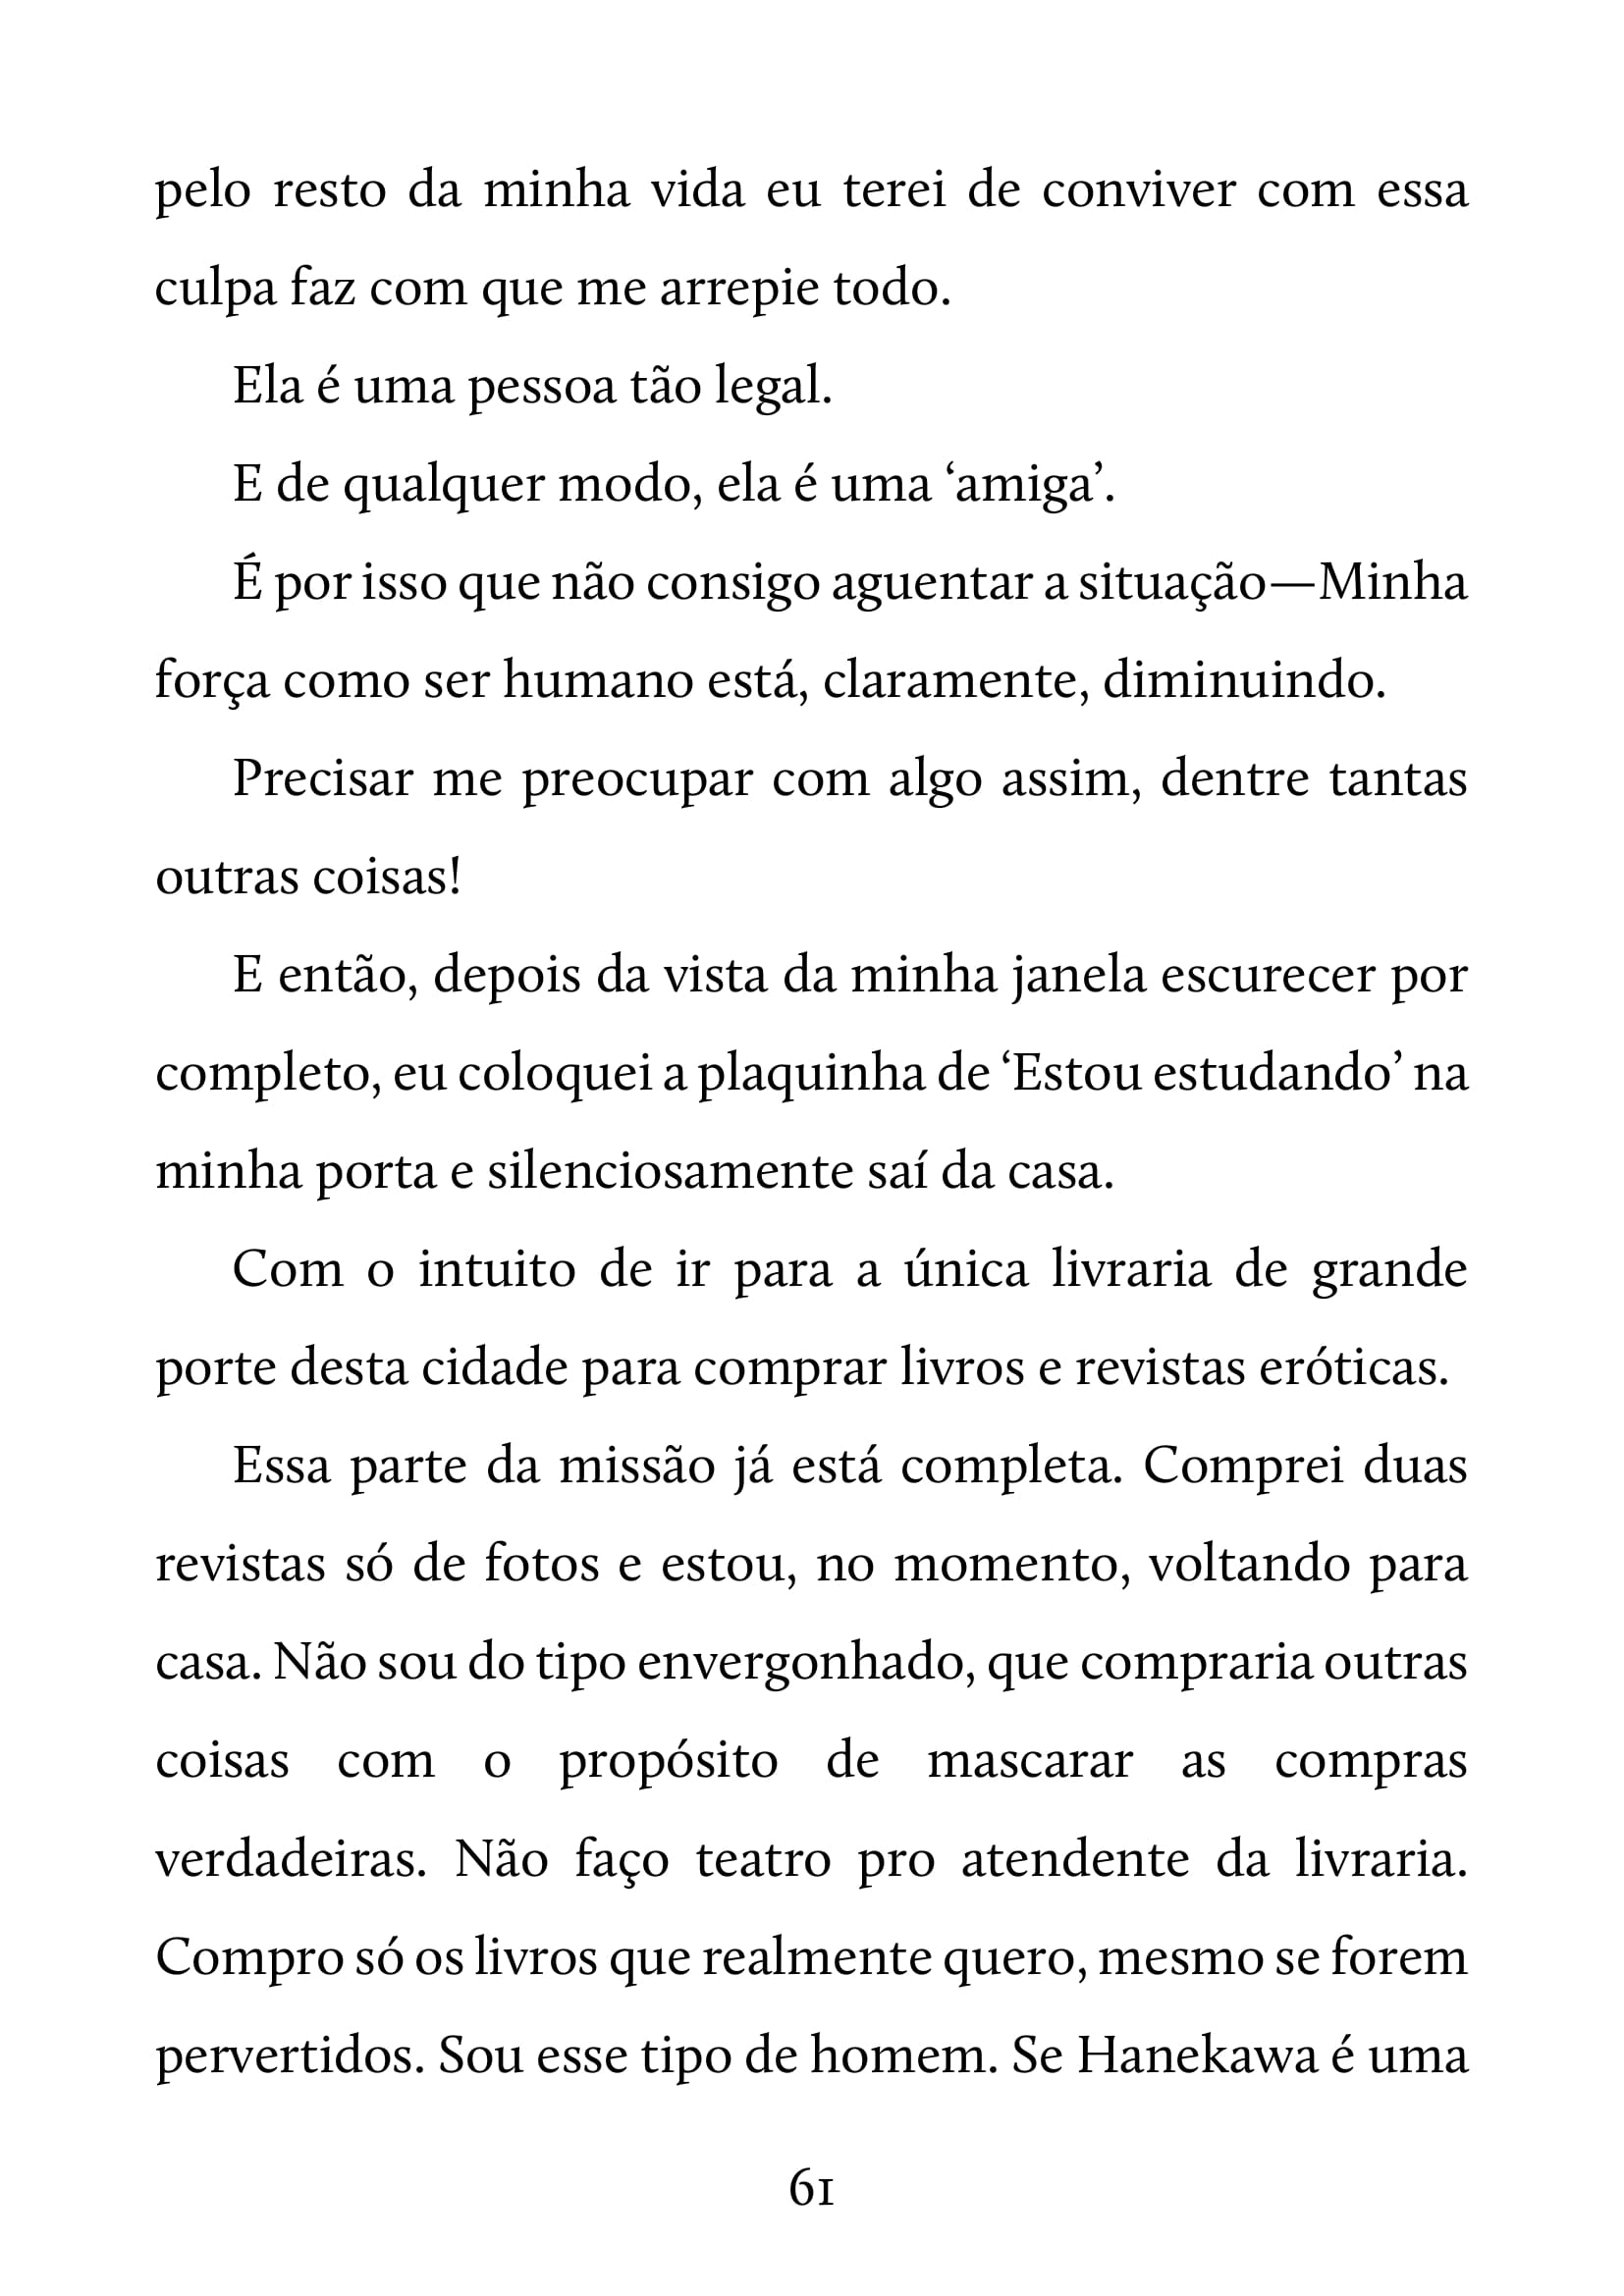 pelo resto da minha vida eu terei de conviver com essa
culpa faz com que me arrepie todo.
Ela é uma pessoa tão legal.
E de qualquer modo, ela é uma ‘amiga’.
É por isso que não consigo aguentar a situação—Minha
força como ser humano está, claramente, diminuindo.
Precisar me preocupar com algo assim, dentre tantas
outras coisas!
E então, depois da vista da minha janela escurecer por
completo, eu coloquei a plaquinha de ‘Estou estudando’ na
minha porta e silenciosamente saí da casa.
Com o intuito de ir para a única livraria de grande
porte desta cidade para comprar livros e revistas eróticas.
Essa parte da missão já está completa. Comprei duas
revistas só de fotos e estou, no momento, voltando para
casa. Não sou do tipo envergonhado, que compraria outras
coisas com o propósito de mascarar as compras
verdadeiras. Não faço teatro pro atendente da livraria.
Compro só os livros que realmente quero, mesmo se forem
pervertidos. Sou esse tipo de homem. Se Hanekawa é uma
61